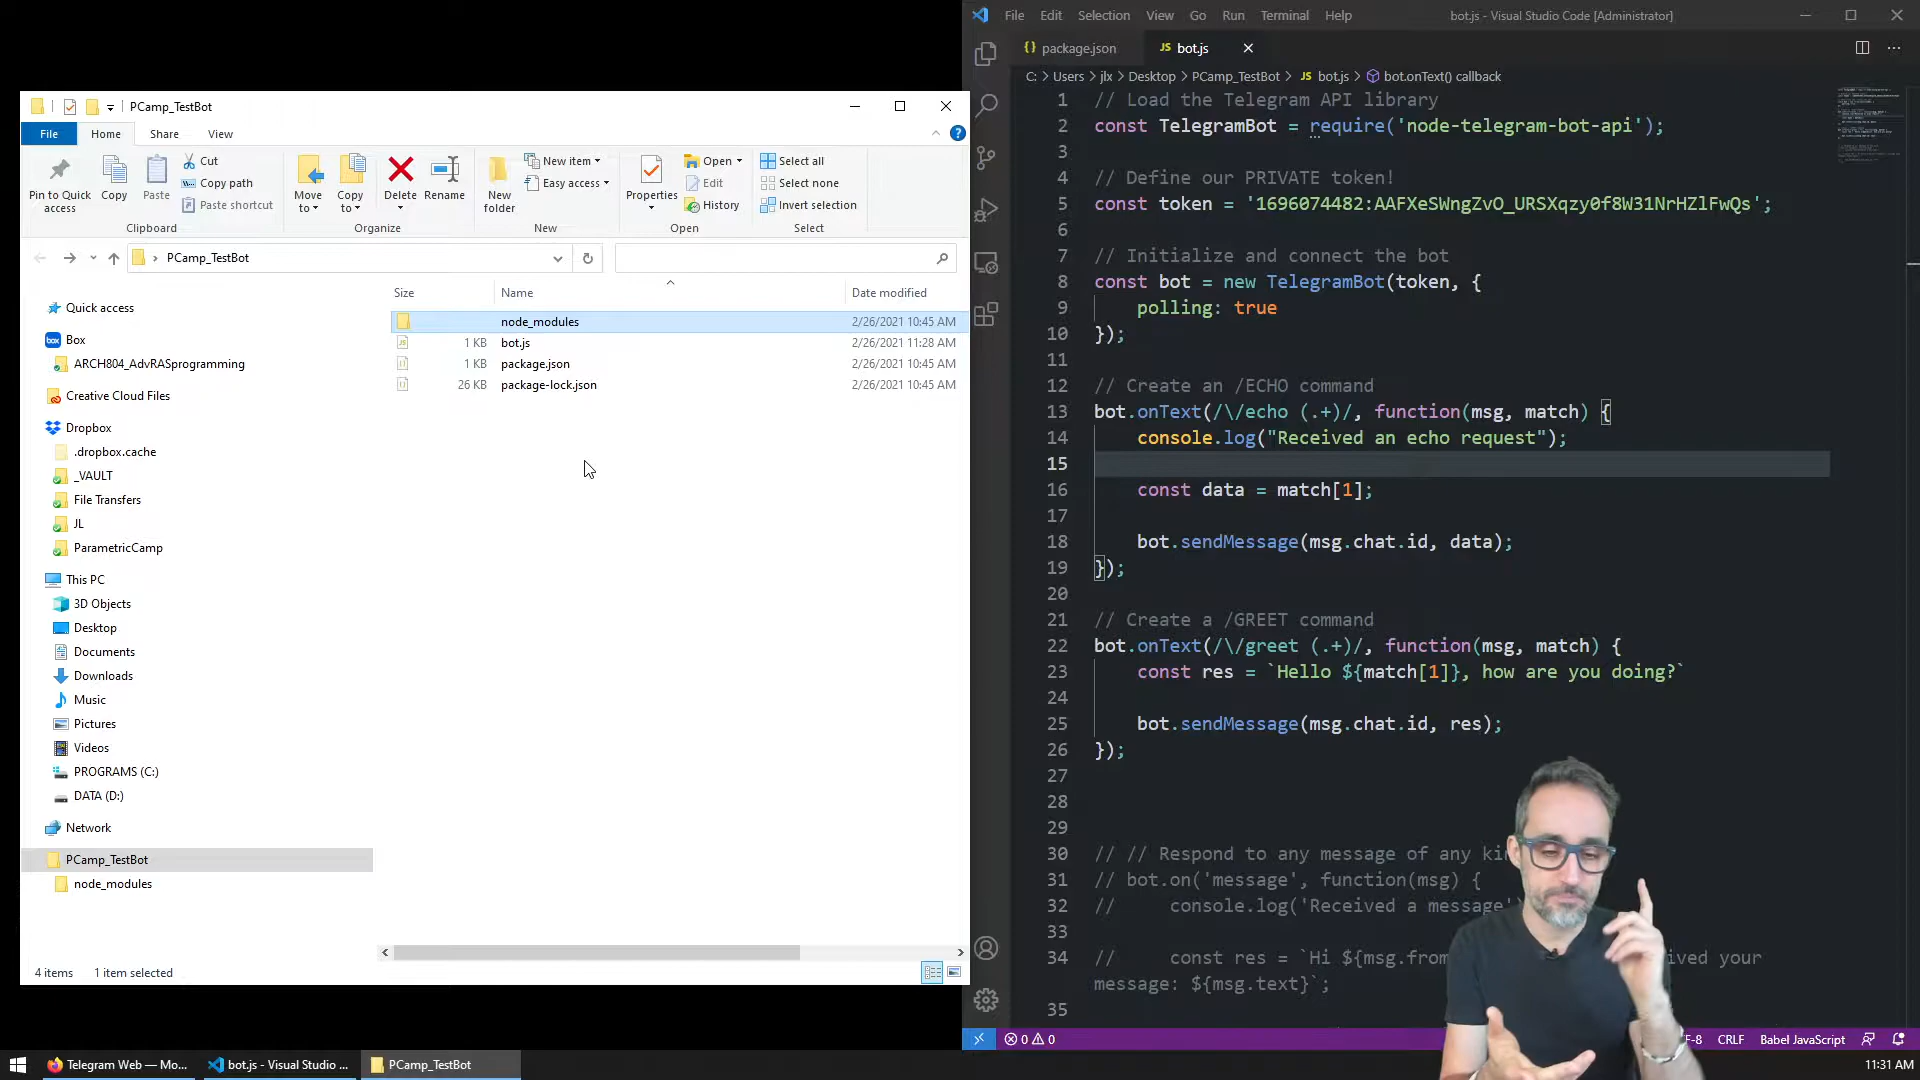 PCamp_TestBot
File
Home
Share
View
Pin to Quick access
Copy
Paste
Cut
Copy path
Paste shortcut
Clipboard
Move to
Copy to
Delete
Rename
Organize
New folder
New item
Easy access
New
Properties
Open
Edit
History
Open
Select all
Select none
Invert selection
Select
PCamp_TestBot
Size
Name
Date modified
node_modules 2/26/2021 10:45 AM
1 KB bot.js 2/26/2021 11:28 AM
1 KB package.json 2/26/2021 10:45 AM
26 KB package-lock.json 2/26/2021 10:45 AM
Quick access
Box
ARCH804_AdvRASprogramming
Creative Cloud Files
Dropbox
.dropbox.cache
_VAULT
File Transfers
JL
ParametricCamp
This PC
3D Objects
Desktop
Documents
Downloads
Music
Pictures
Videos
PROGRAMS (C:)
DATA (D:)
Network
PCamp_TestBot
node_modules
4 items 1 item selected
File Edit Selection View Go Run Terminal Help
bot.js - Visual Studio Code [Administrator]
{} package.json
JS bot.js
C: > Users > jlx > Desktop > PCamp_TestBot > JS bot.js > bot.onText() callback
1 // Load the Telegram API library
2 const TelegramBot = require('node-telegram-bot-api');
3
4 // Define our PRIVATE token!
5 const token = '1696074482:AAFXeSWngZvO_URSXqzy0f8W31NrHZlFwQs';
6
7 // Initialize and connect the bot
8 const bot = new TelegramBot(token, {
9 polling: true
10 });
11
12 // Create an /ECHO command
13 bot.onText(/\/echo (.+)/, function(msg, match) {
14 console.log("Received an echo request");
15
16 const data = match[1];
17
18 bot.sendMessage(msg.chat.id, data);
19 });
20
21 // Create a /GREET command
22 bot.onText(/\/greet (.+)/, function(msg, match) {
23 const res = `Hello ${match[1]}, how are you doing?`
24
25 bot.sendMessage(msg.chat.id, res);
26 });
27
28
29
30 // // Respond to any message of any
31 // bot.on('message', function(msg) {
32 // console.log('Received a message'
33
34 // const res = `Hi ${msg.from ived your
message: ${msg.text}`;
35
0 0
F-8 CRLF Babel JavaScript
Telegram Web — Mo...
bot.js - Visual Studio ...
PCamp_TestBot
11:31 AM